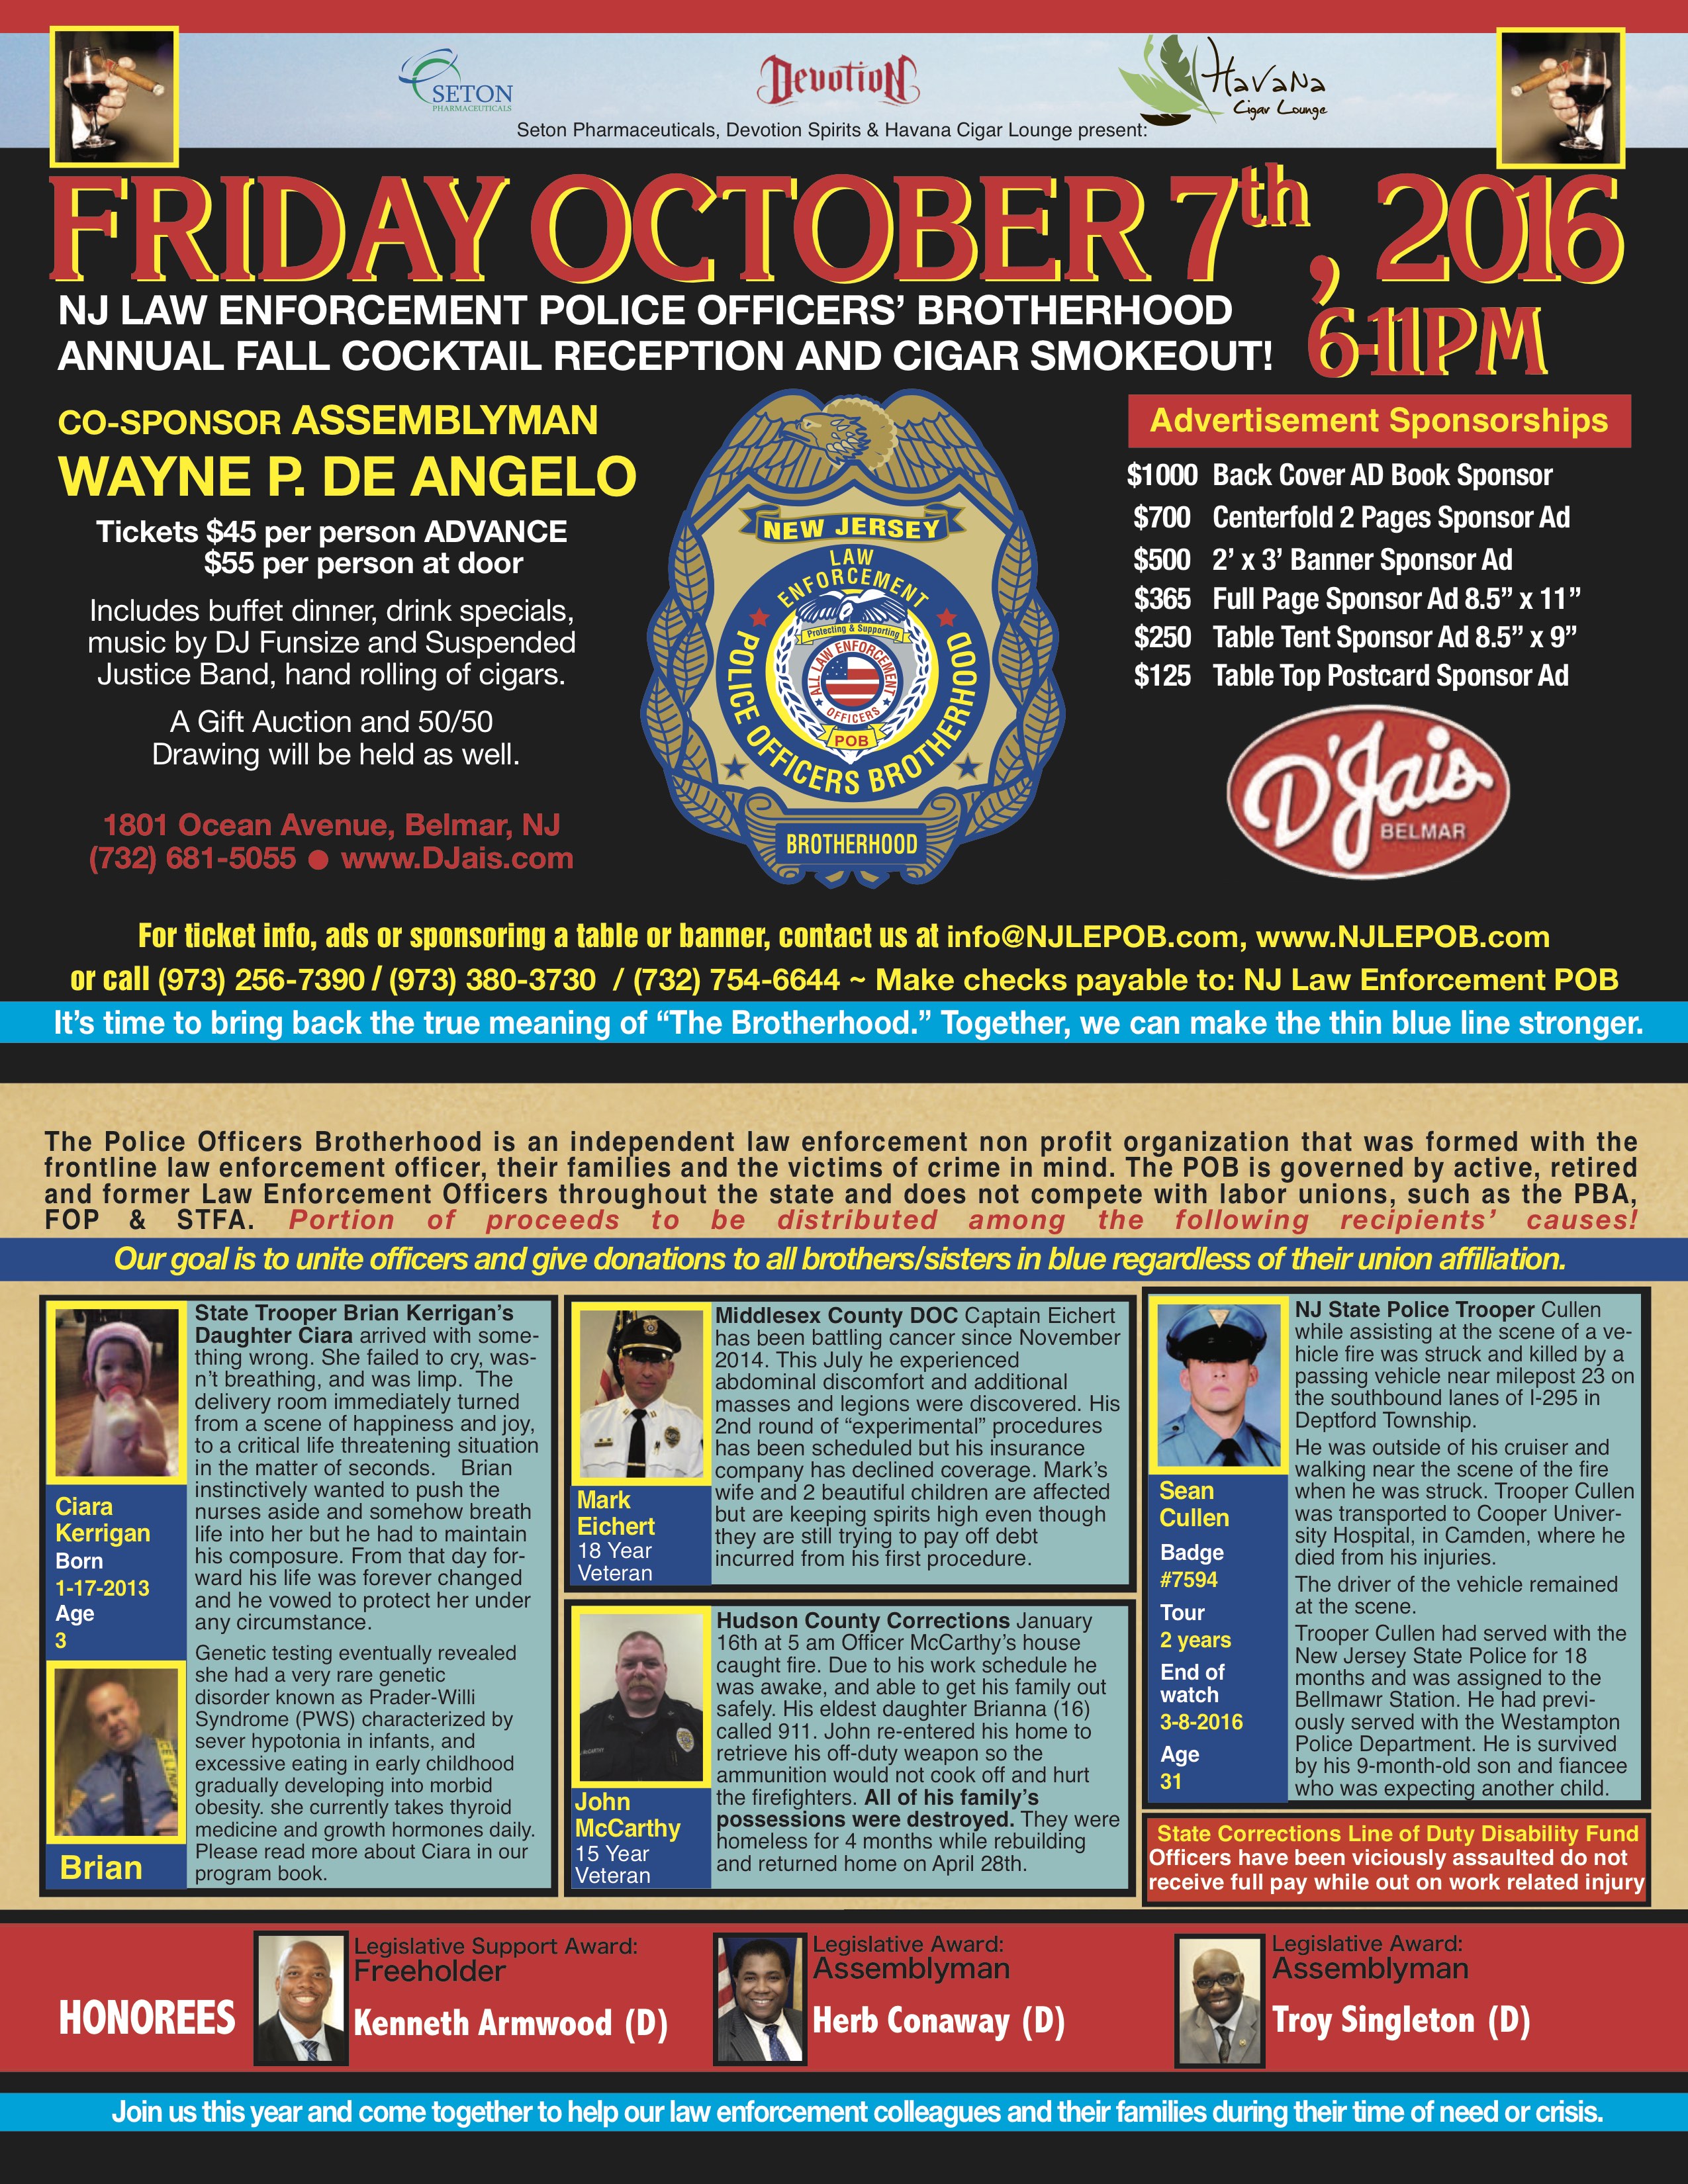 SETON
PHARMACEUTICALS
Devotion
Havana
Cigar Lounge
Seton Pharmaceuticals, Devotion Spirits & Havana Cigar Lounge present:
FRIDAY OCTOBER 7th, 2016
NJ LAW ENFORCEMENT POLICE OFFICERS’ BROTHERHOOD
ANNUAL FALL COCKTAIL RECEPTION AND CIGAR SMOKEOUT!
6-11PM
CO-SPONSOR ASSEMBLYMAN
WAYNE P. DE ANGELO
Tickets $45 per person ADVANCE
$55 per person at door
Includes buffet dinner, drink specials,
music by DJ Funsize and Suspended
Justice Band, hand rolling of cigars.
A Gift Auction and 50/50
Drawing will be held as well.
1801 Ocean Avenue, Belmar, NJ
(732) 681-5055 ● www.DJais.com
NEW JERSEY
LAW
ENFORCEMENT
POLICE OFFICERS BROTHERHOOD
Protecting & Supporting
ALL LAW ENFORCEMENT
OFFICERS
POB
BROTHERHOOD
Advertisement Sponsorships
$1000 Back Cover AD Book Sponsor
$700 Centerfold 2 Pages Sponsor Ad
$500 2’ x 3’ Banner Sponsor Ad
$365 Full Page Sponsor Ad 8.5” x 11”
$250 Table Tent Sponsor Ad 8.5” x 9”
$125 Table Top Postcard Sponsor Ad
D'Jais
BELMAR
For ticket info, ads or sponsoring a table or banner, contact us at info@NJLEPOB.com, www.NJLEPOB.com
or call (973) 256-7390 / (973) 380-3730 / (732) 754-6644 ~ Make checks payable to: NJ Law Enforcement POB
It’s time to bring back the true meaning of “The Brotherhood.” Together, we can make the thin blue line stronger.
The Police Officers Brotherhood is an independent law enforcement non profit organization that was formed with the
frontline law enforcement officer, their families and the victims of crime in mind. The POB is governed by active, retired
and former Law Enforcement Officers throughout the state and does not compete with labor unions, such as the PBA,
FOP & STFA. Portion of proceeds to be distributed among the following recipients’ causes!
Our goal is to unite officers and give donations to all brothers/sisters in blue regardless of their union affiliation.
Ciara
Kerrigan
Born
1-17-2013
Age
3
Brian
State Trooper Brian Kerrigan’s
Daughter Ciara arrived with some-
thing wrong. She failed to cry, was-
n’t breathing, and was limp. The
delivery room immediately turned
from a scene of happiness and joy,
to a critical life threatening situation
in the matter of seconds. Brian
instinctively wanted to push the
nurses aside and somehow breath
life into her but he had to maintain
his composure. From that day for-
ward his life was forever changed
and he vowed to protect her under
any circumstance.
Genetic testing eventually revealed
she had a very rare genetic
disorder known as Prader-Willi
Syndrome (PWS) characterized by
sever hypotonia in infants, and
excessive eating in early childhood
gradually developing into morbid
obesity. she currently takes thyroid
medicine and growth hormones daily.
Please read more about Ciara in our
program book.
Mark
Eichert
18 Year
Veteran
Middlesex County DOC Captain Eichert
has been battling cancer since November
2014. This July he experienced
abdominal discomfort and additional
masses and legions were discovered. His
2nd round of “experimental” procedures
has been scheduled but his insurance
company has declined coverage. Mark’s
wife and 2 beautiful children are affected
but are keeping spirits high even though
they are still trying to pay off debt
incurred from his first procedure.
John
McCarthy
15 Year
Veteran
Hudson County Corrections January
16th at 5 am Officer McCarthy’s house
caught fire. Due to his work schedule he
was awake, and able to get his family out
safely. His eldest daughter Brianna (16)
called 911. John re-entered his home to
retrieve his off-duty weapon so the
ammunition would not cook off and hurt
the firefighters. All of his family’s
possessions were destroyed. They were
homeless for 4 months while rebuilding
and returned home on April 28th.
Sean
Cullen
Badge
#7594
Tour
2 years
End of
watch
3-8-2016
Age
31
NJ State Police Trooper Cullen
while assisting at the scene of a ve-
hicle fire was struck and killed by a
passing vehicle near milepost 23 on
the southbound lanes of I-295 in
Deptford Township.
He was outside of his cruiser and
walking near the scene of the fire
when he was struck. Trooper Cullen
was transported to Cooper Univer-
sity Hospital, in Camden, where he
died from his injuries.
The driver of the vehicle remained
at the scene.
Trooper Cullen had served with the
New Jersey State Police for 18
months and was assigned to the
Bellmawr Station. He had previ-
ously served with the Westampton
Police Department. He is survived
by his 9-month-old son and fiancee
who was expecting another child.
State Corrections Line of Duty Disability Fund
Officers have been viciously assaulted do not
receive full pay while out on work related injury
HONOREES
Legislative Support Award:
Freeholder
Kenneth Armwood (D)
Legislative Award:
Assemblyman
Herb Conaway (D)
Legislative Award:
Assemblyman
Troy Singleton (D)
Join us this year and come together to help our law enforcement colleagues and their families during their time of need or crisis.